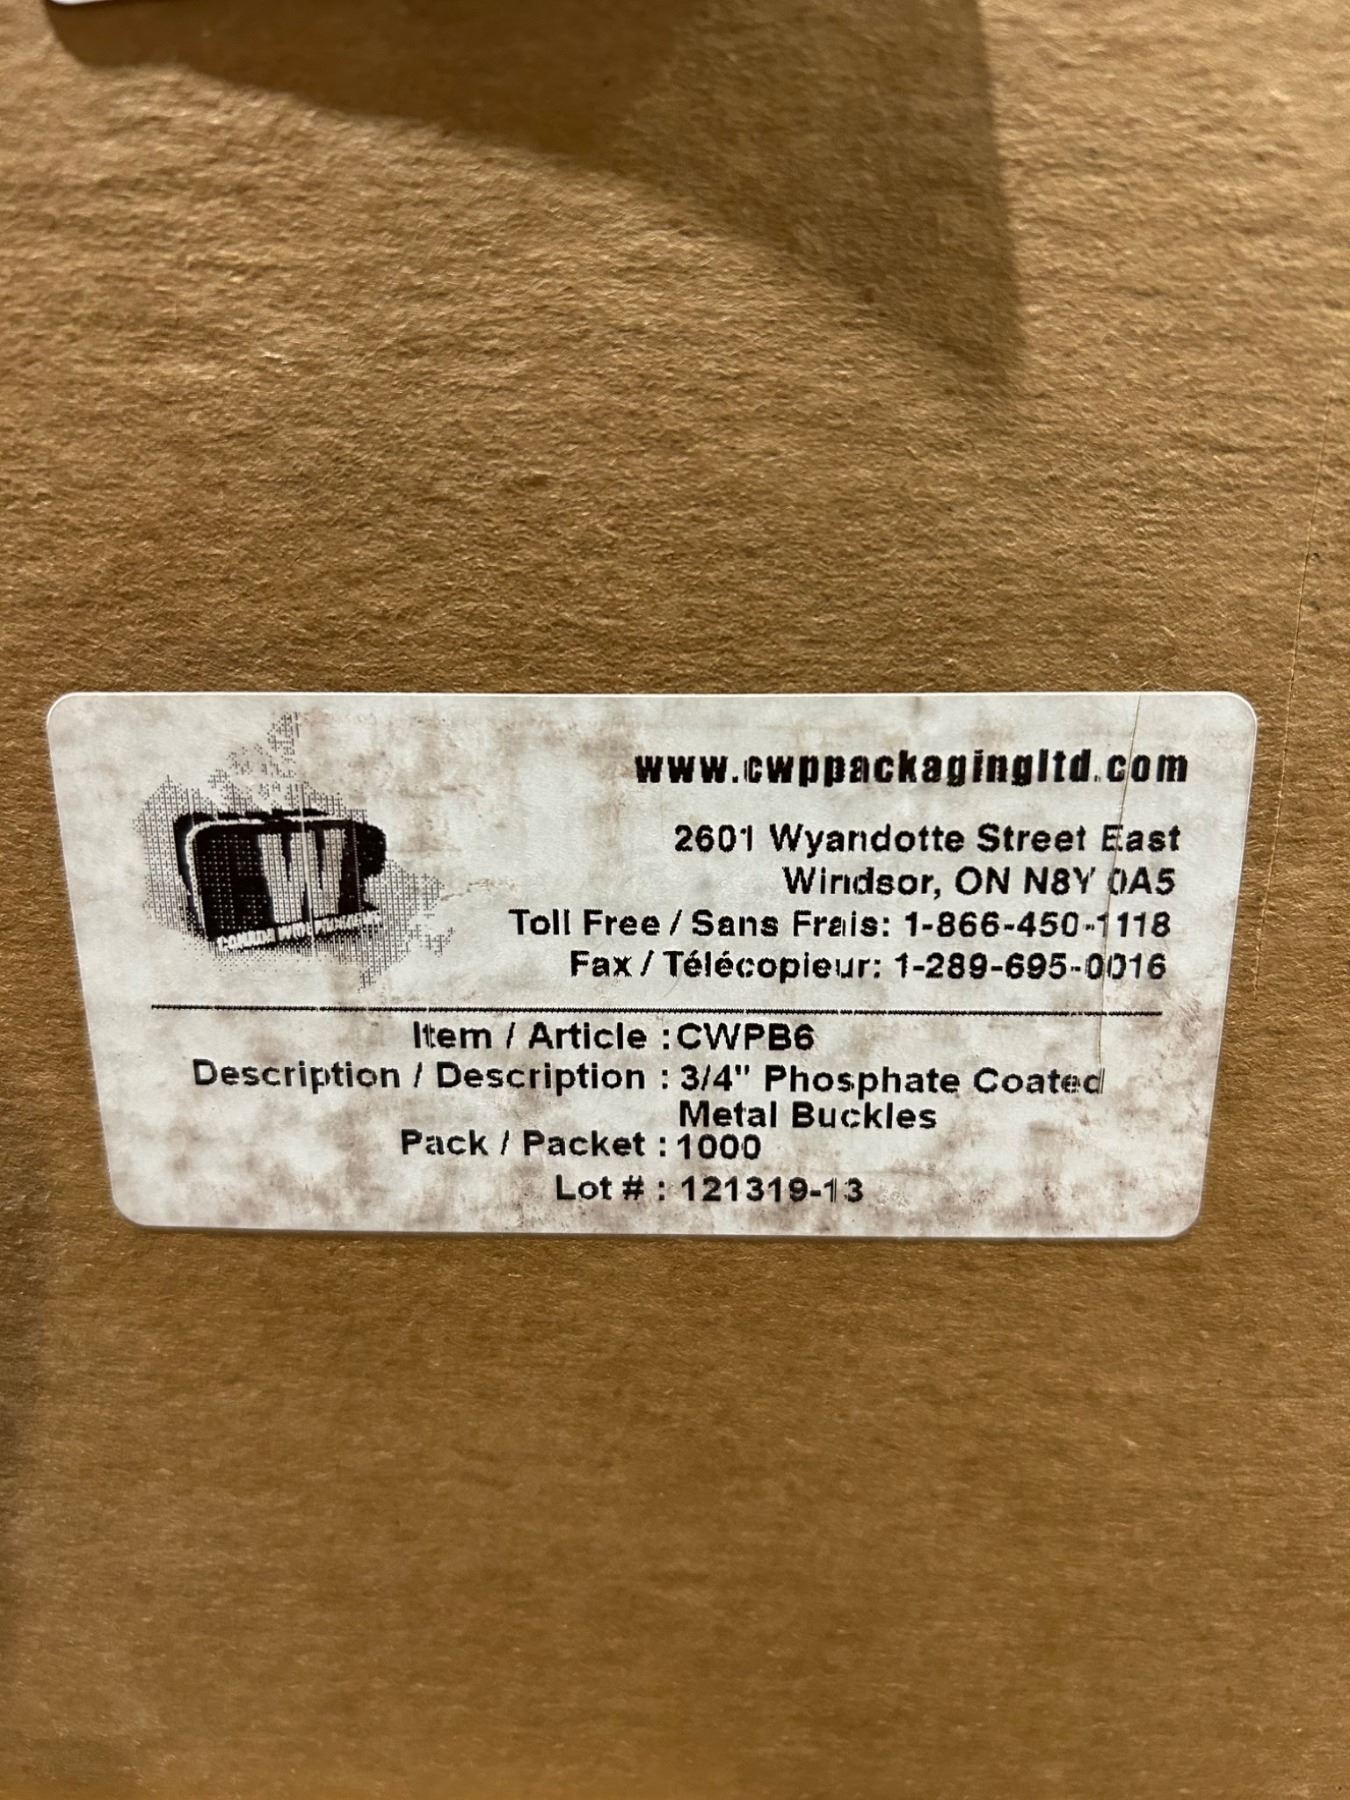 www.cwppackagingltd.com
2601 Wyandotte Street East
Windsor, ON N8Y 0A5
Toll Free / Sans Frais: 1-866-450-1118
Fax / Télécopieur: 1-289-695-0016
Item / Article : CWPB6
Description / Description : 3/4" Phosphate Coated
Metal Buckles
Pack / Packet : 1000
Lot # : 121319-13